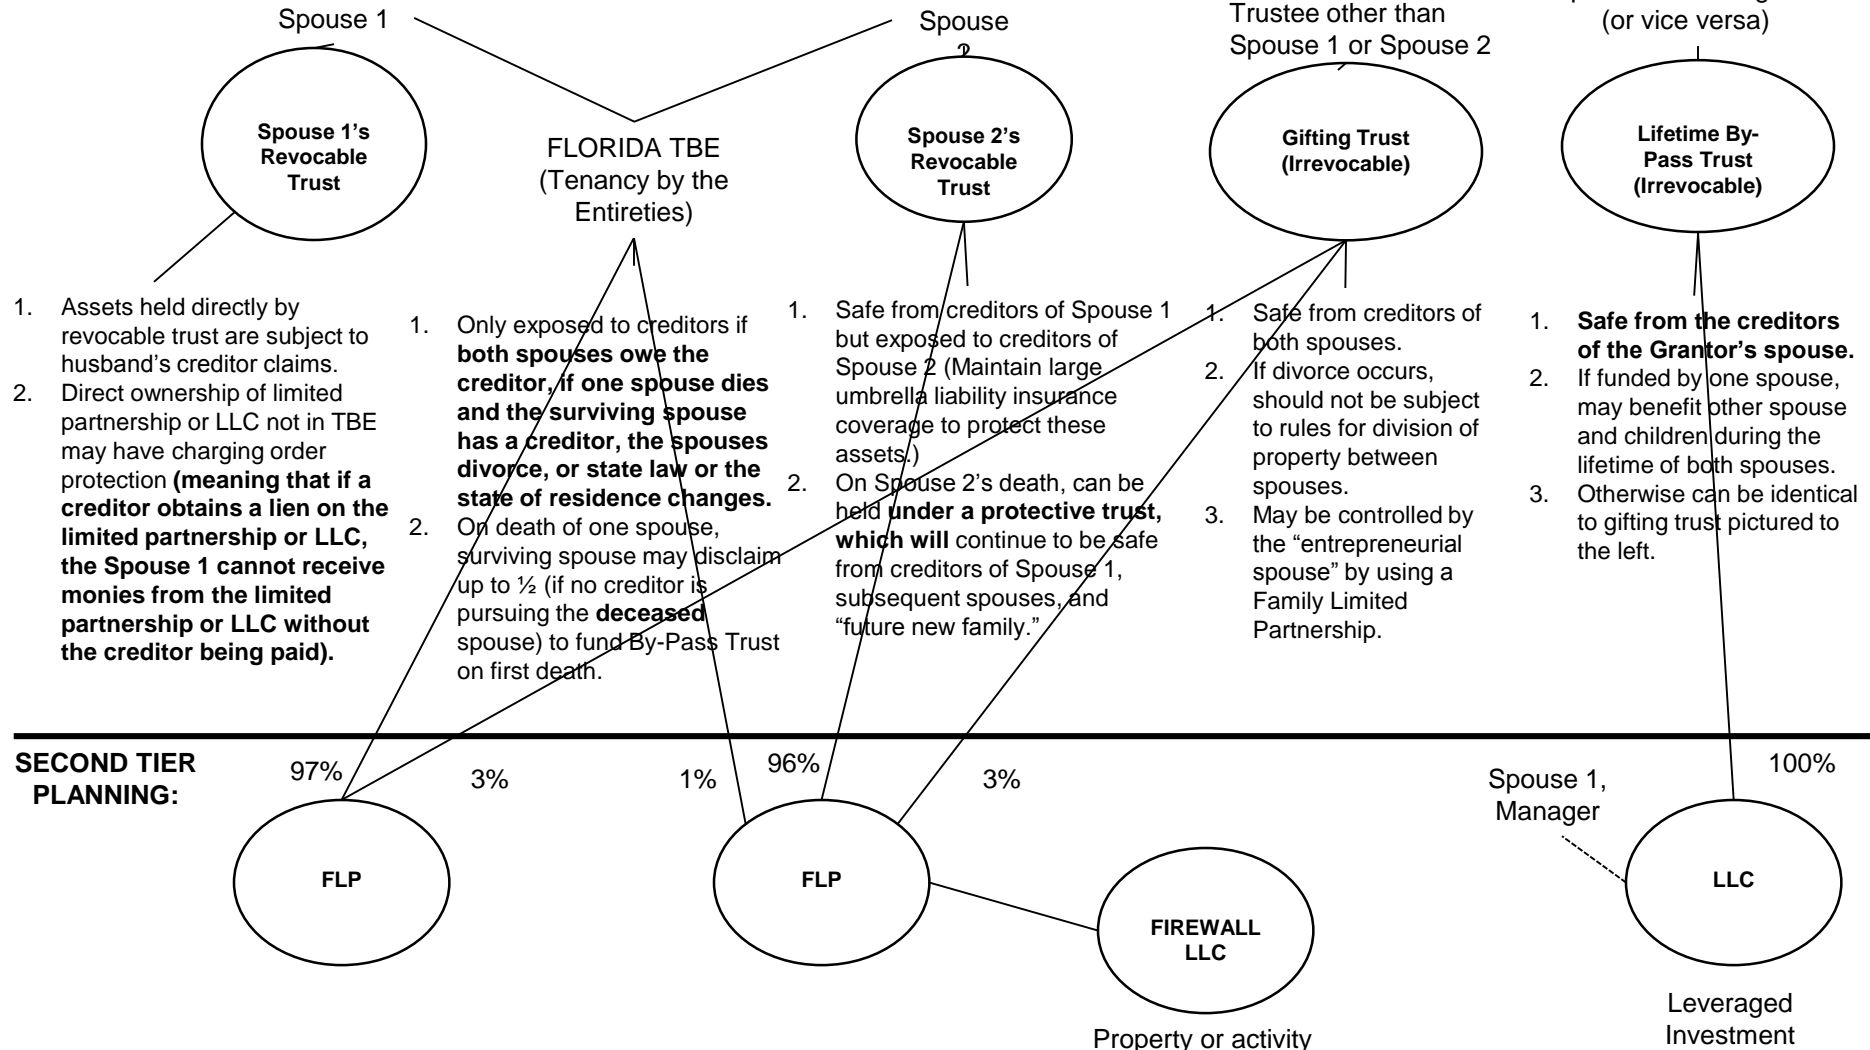 Spouse 1
Spouse
2
Trustee other than
Spouse 1 or Spouse 2
(or vice versa)
Spouse 1's
Revocable
Trust
FLORIDA TBE
(Tenancy by the
Entireties)
Spouse 2's
Revocable
Trust
Gifting Trust
(Irrevocable)
Lifetime By-
Pass Trust
(Irrevocable)
1. Assets held directly by
revocable trust are subject to
husband's creditor claims.
2. Direct ownership of limited
partnership or LLC not in TBE
may have charging order
protection (meaning that if a
creditor obtains a lien on the
limited partnership or LLC,
the Spouse 1 cannot receive
monies from the limited
partnership or LLC without
the creditor being paid).
1. Only exposed to creditors if
both spouses owe the
creditor, if one spouse dies
and the surviving spouse
has a creditor, the spouses
divorce, or state law or the
state of residence changes.
2. On death of one spouse,
surviving spouse may disclaim
up to ½ (if no creditor is
pursuing the deceased
spouse) to fund By-Pass Trust
on first death.
1. Safe from creditors of Spouse 1
but exposed to creditors of
Spouse 2 (Maintain large
umbrella liability insurance
coverage to protect these
assets.)
2. On Spouse 2's death, can be
held under a protective trust,
which will continue to be safe
from creditors of Spouse 1,
subsequent spouses, and
“future new family.”
1. Safe from creditors of
both spouses.
2. If divorce occurs,
should not be subject
to rules for division of
property between
spouses.
3. May be controlled by
the “entrepreneurial
spouse” by using a
Family Limited
Partnership.
1. Safe from the creditors
of the Grantor's spouse.
2. If funded by one spouse,
may benefit other spouse
and children during the
lifetime of both spouses.
3. Otherwise can be identical
to gifting trust pictured to
the left.
SECOND TIER
PLANNING:
97%
3%
1%
96%
3%
Spouse 1,
Manager
100%
FLP
FLP
FIREWALL
LLC
LLC
Property or activity
Leveraged
Investment